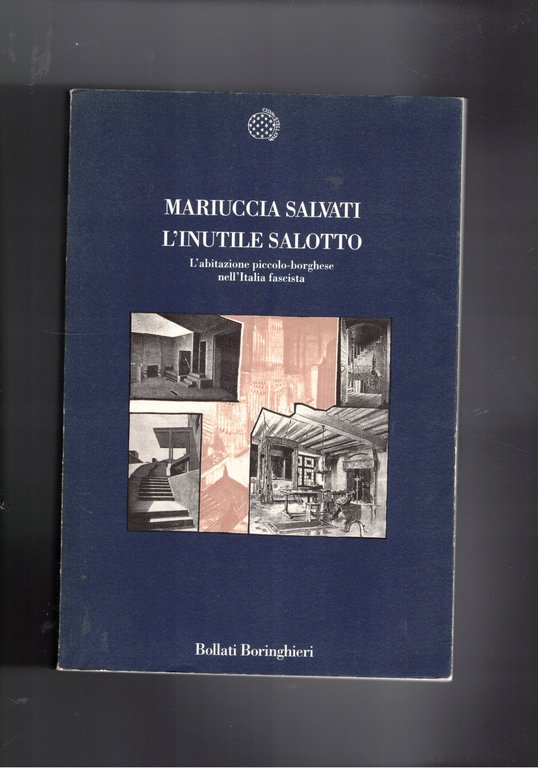 MARIUCCIA SALVATI
L'INUTILE SALOTTO
L'abitazione piccolo-borghese
nell'Italia fascista
Bollati Boringhieri